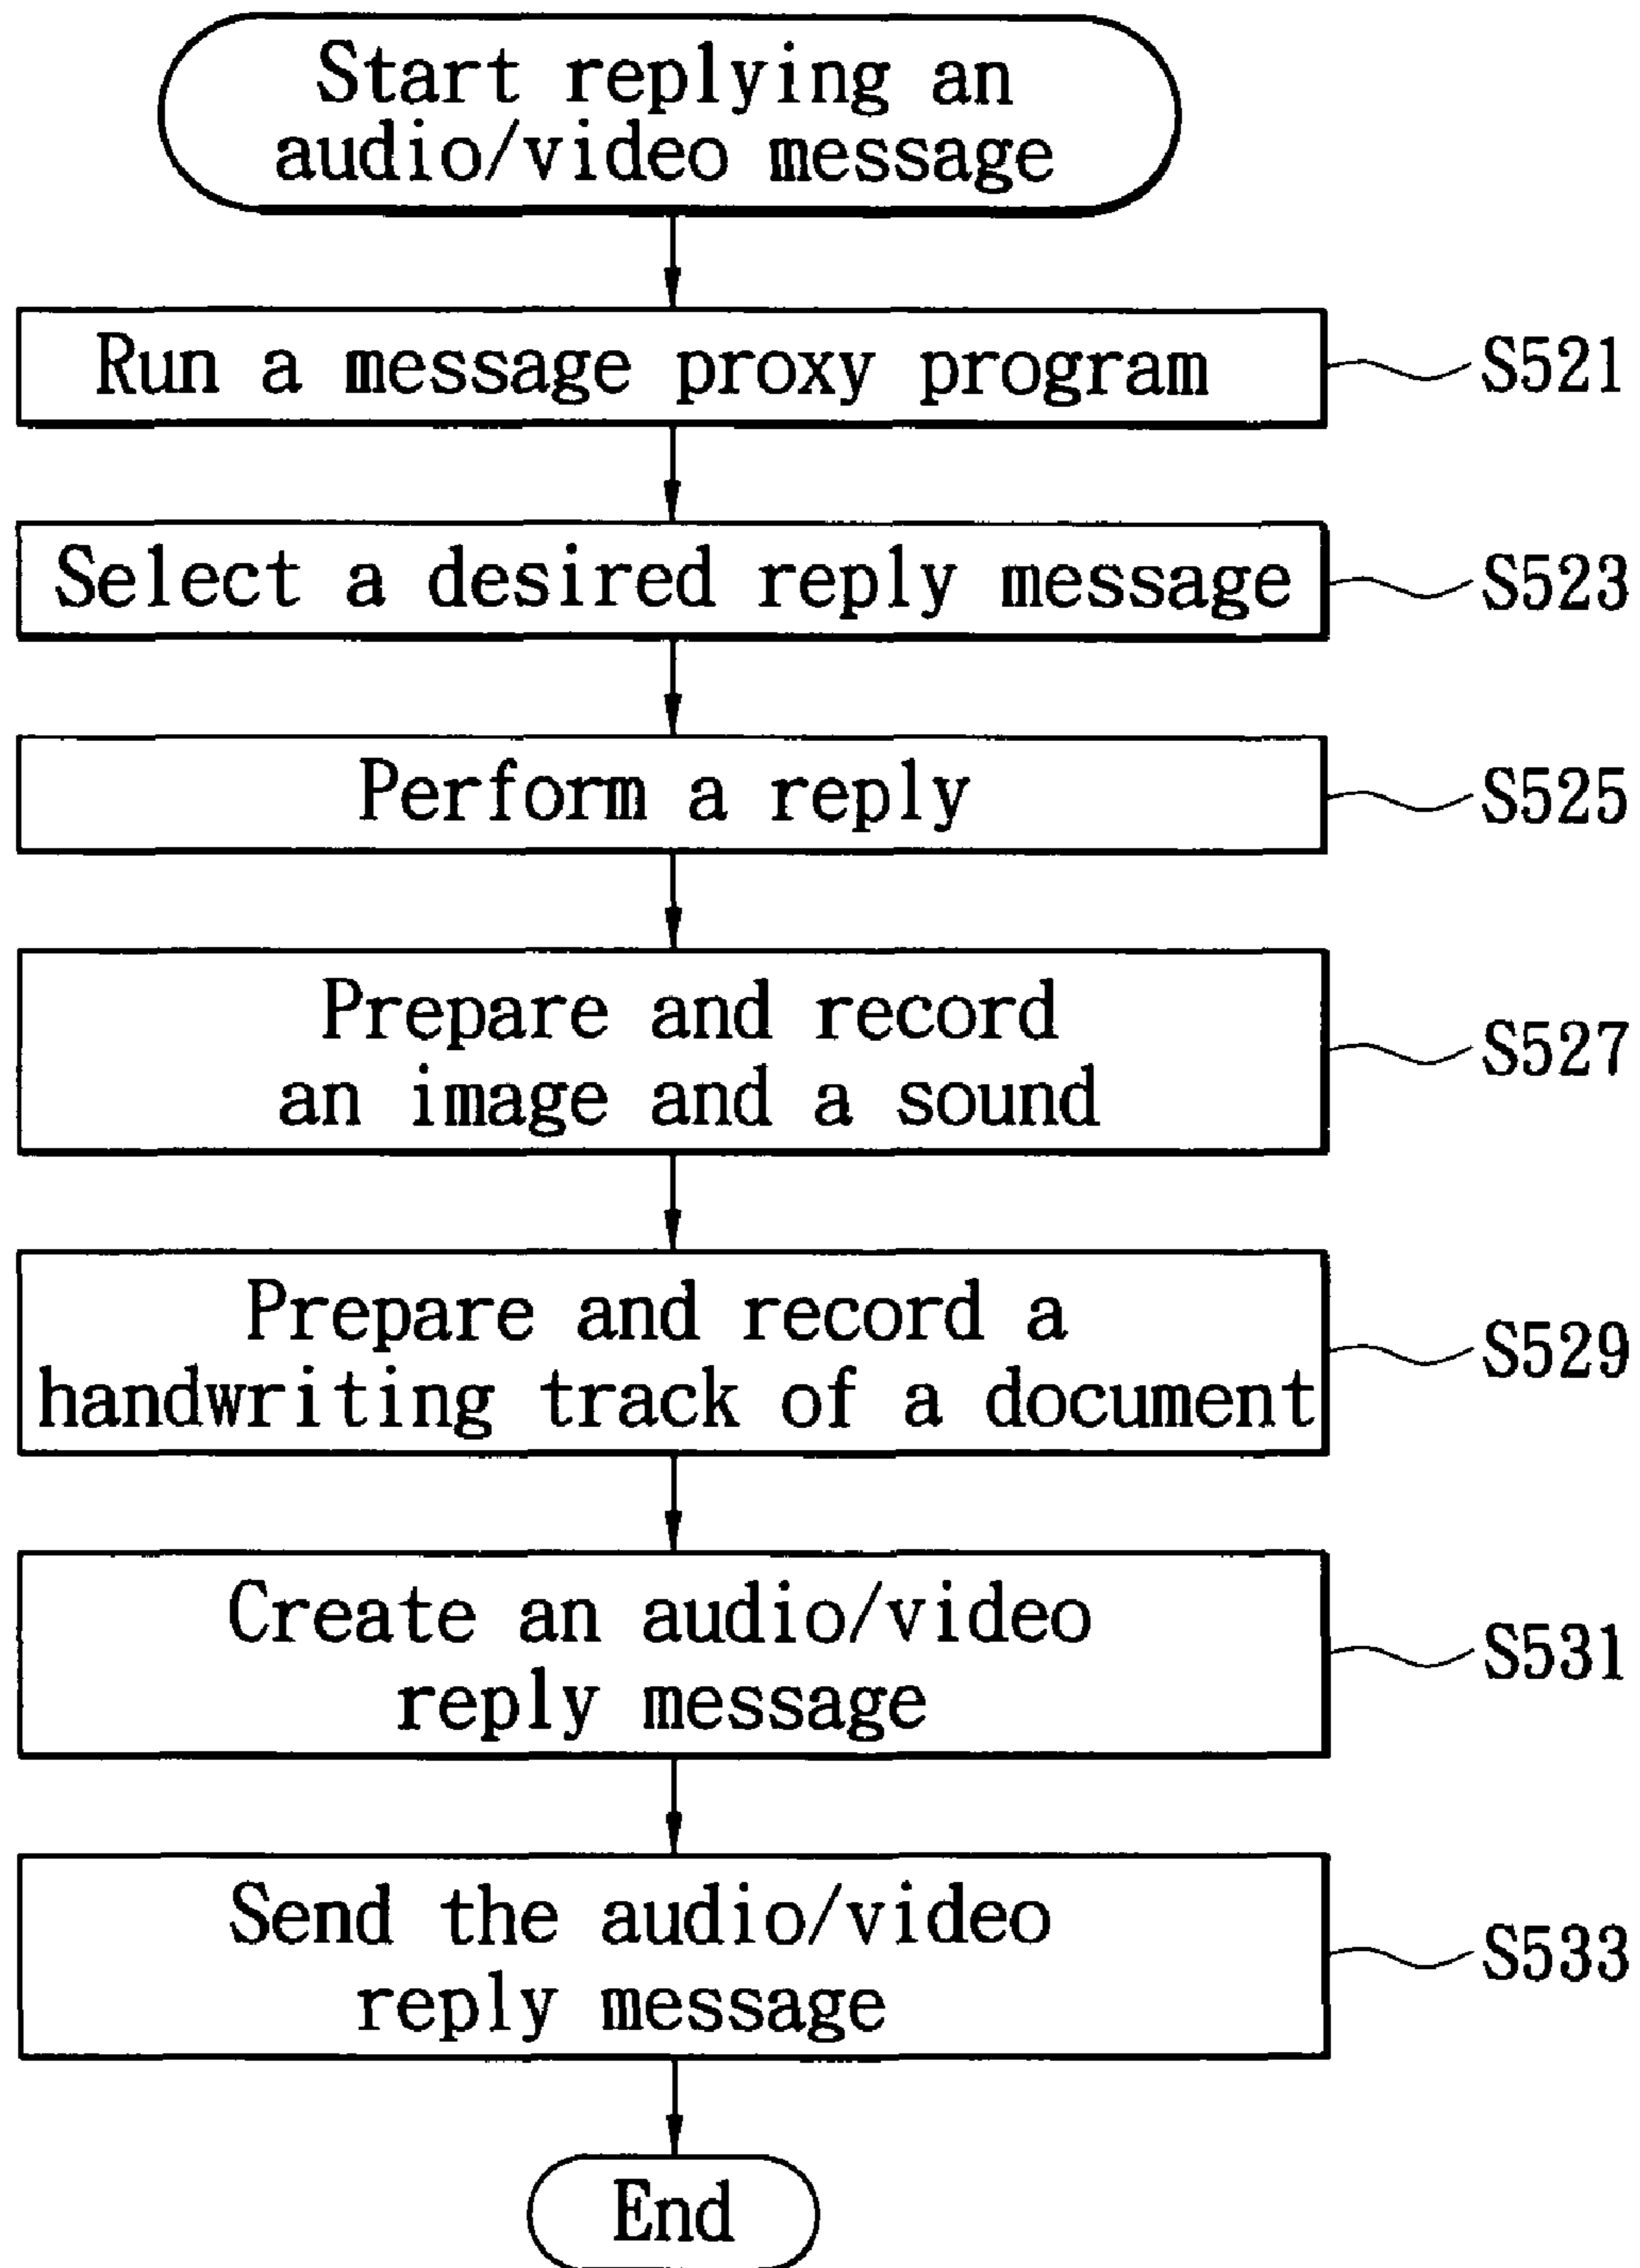 Start replying an
audio/video message
Run a message proxy program
S521
Select a desired reply message
S523
Perform a reply
S525
Prepare and record
an image and a sound
S527
Prepare and record a
handwriting track of a document
S529
Create an audio/video
reply message
S531
Send the audio/video
reply message
S533
End